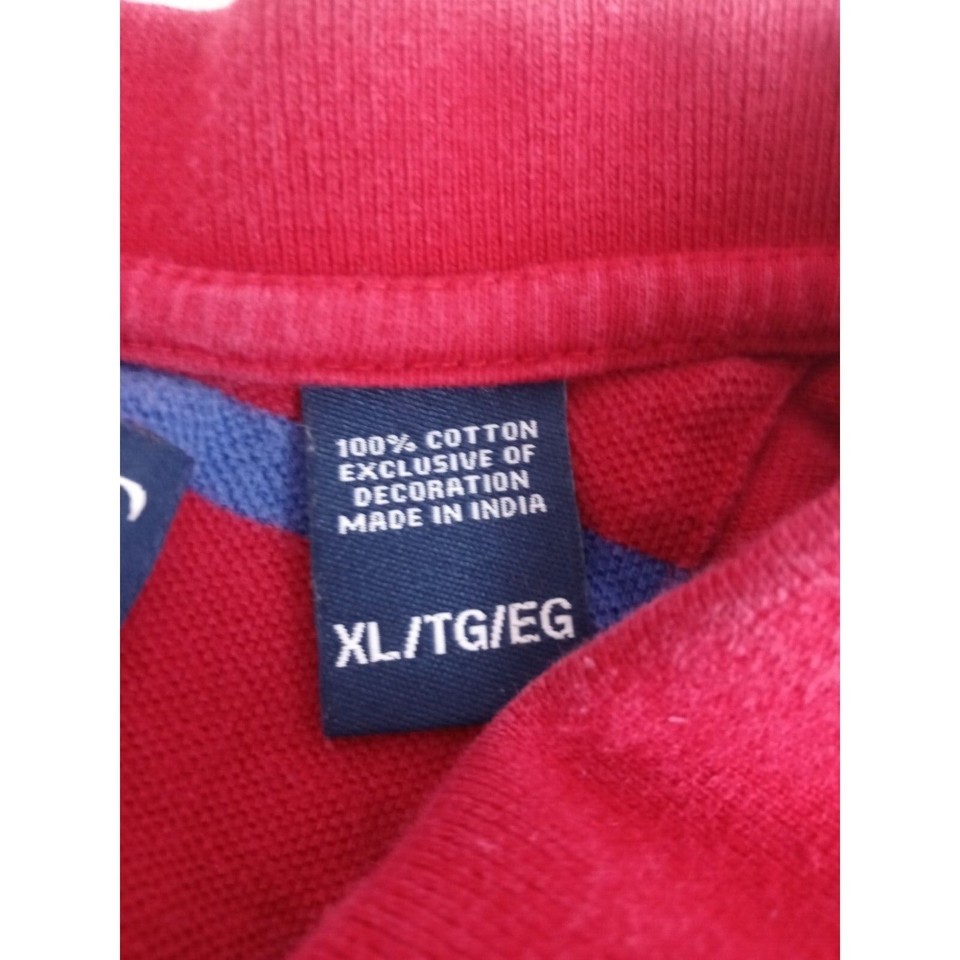 100% COTTON
EXCLUSIVE OF
DECORATION
MADE IN INDIA
XL/TG/EG